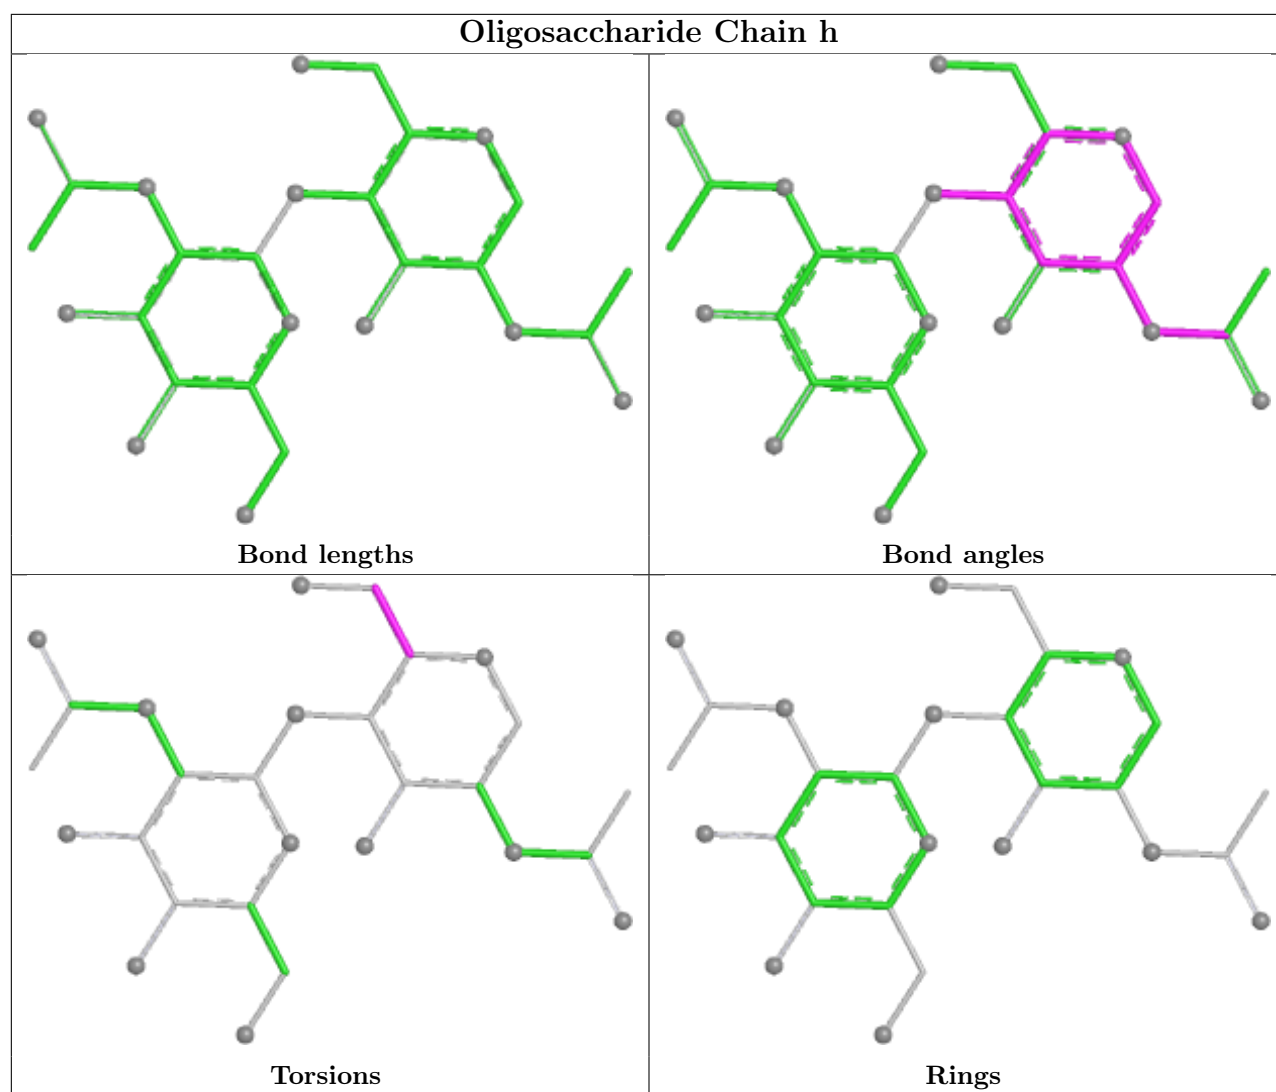 Oligosaccharide Chain h
Bond lengths
Bond angles
Torsions
Rings